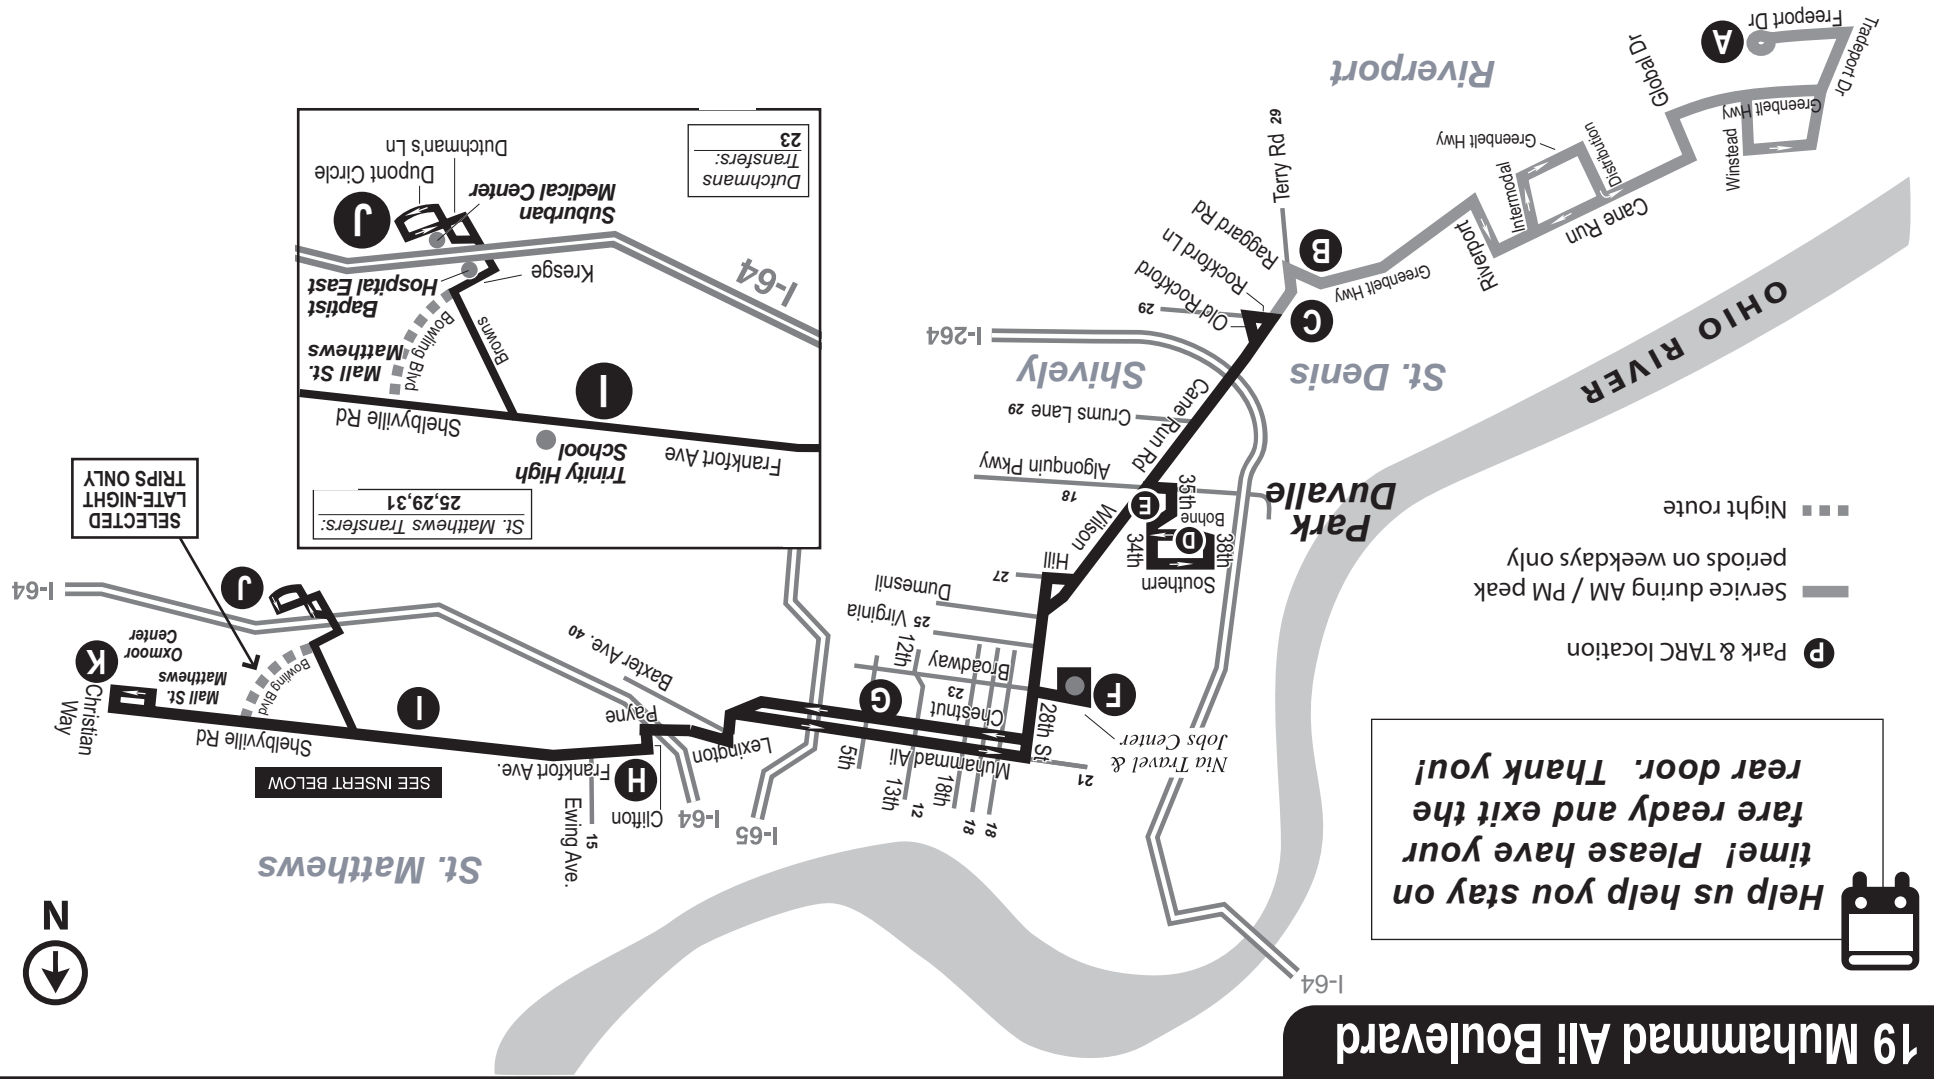 19 Muhammad Ali Boulevard
Help us help you stay on
time!  Please have your
fare ready and exit the
rear door.  Thank you!
P Park & TARC location
Service during AM / PM peak
periods on weekdays only
Night route
OHIO RIVER
I-64
N
St. Matthews
SEE INSERT BELOW
I-65
I-64
Clifton
15
Ewing Ave.
H
Frankfort Ave.
Shelbyville Rd
Christian
Way
K
Oxmoor
Center
Mall St.
Matthews
Bowling Blvd
I
J
I-64
SELECTED
LATE-NIGHT
TRIPS ONLY
Payne
Lexington
Baxter Ave. 40
21
Nia Travel &
Jobs Center
F
28th St
Muhammad Ali
Chestnut
23
Broadway
G
18
18
18th
12
13th
12th
5th
25 Virginia
Dumesnil
27
Hill
Wilson
Southern
38th
34th
D
Bohne
35th
E
Park
Duvalle
18
Algonquin Pkwy
Crums Lane 29
Cane Run Rd
Shively
St. Denis
I-264
C
29
Old Rockford
Rockford Ln
Raggard Rd
Terry Rd 29
B
Greenbelt Hwy
Riverport
Cane Run
Intermodal
Distribution
Greenbelt Hwy
Riverport
Global Dr
Winstead
Greenbelt Hwy
Tradeport Dr
Freeport Dr
A
St. Matthews Transfers:
25,29,31
Trinity High
School
Frankfort Ave
Shelbyville Rd
I
Mall St.
Matthews
Bowling Blvd
Browns
Baptist
Hospital East
Kresge
I-64
J
Suburban
Medical Center
Dupont Circle
Dutchman's Ln
Dutchmans
Transfers:
23